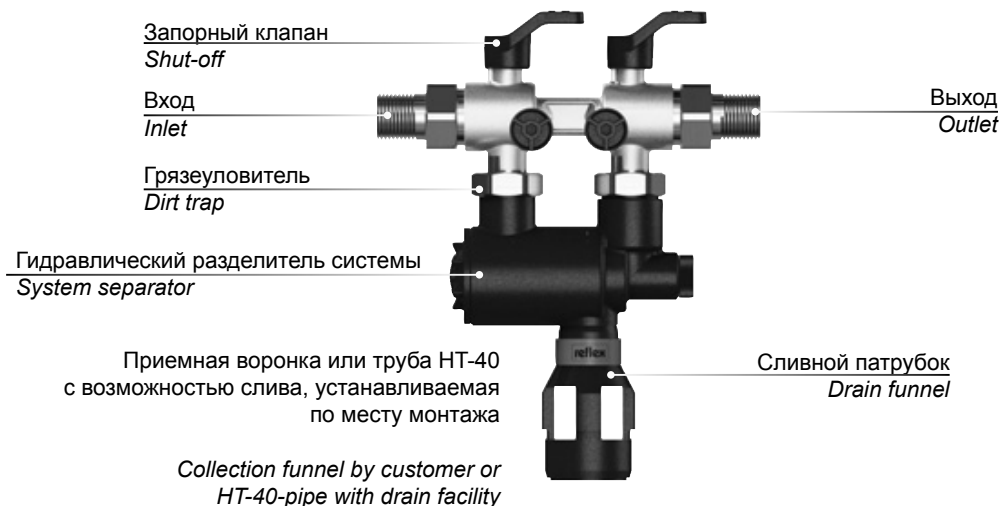 Запорный клапан
Shut-off
Вход
Inlet
Выход
Outlet
Грязеуловитель
Dirt trap
Гидравлический разделитель системы
System separator
reflex
Приемная воронка или труба HT-40
с возможностью слива, устанавливаемая
по месту монтажа
Сливной патрубок
Drain funnel
Collection funnel by customer or
HT-40-pipe with drain facility